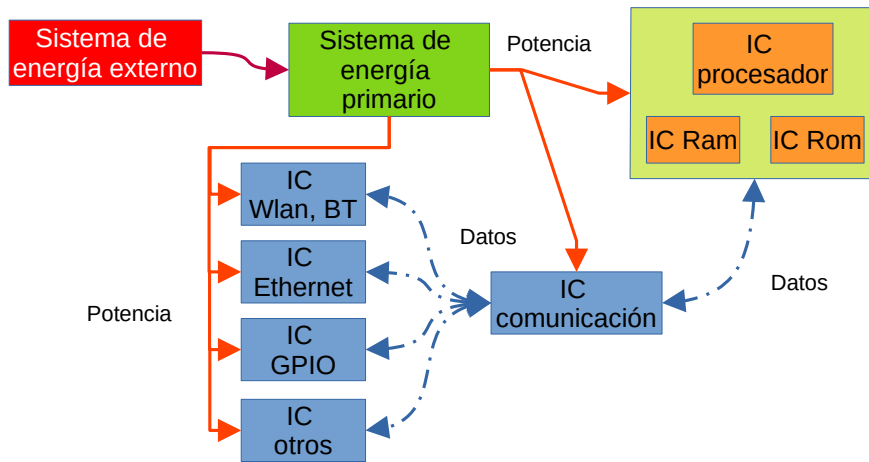 Sistema de
energía externo
Sistema de
energía
primario
Potencia
IC
procesador
IC Ram
IC Rom
IC
Wlan, BT
Datos
IC
Ethernet
IC
comunicación
Datos
Potencia
IC
GPIO
IC
otros